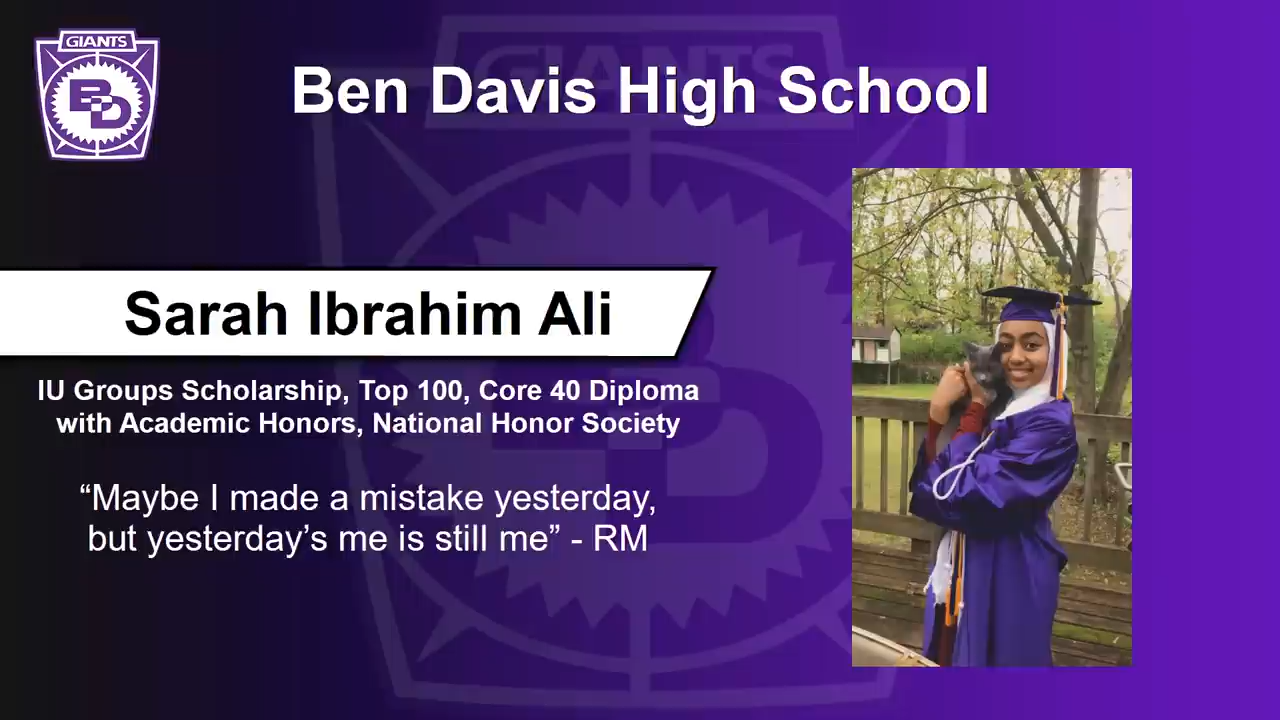 GIANTS
BD
GIANTS
Ben Davis High School
Sarah Ibrahim Ali
IU Groups Scholarship, Top 100, Core 40 Diploma
with Academic Honors, National Honor Society
“Maybe I made a mistake yesterday,
but yesterday’s me is still me” - RM